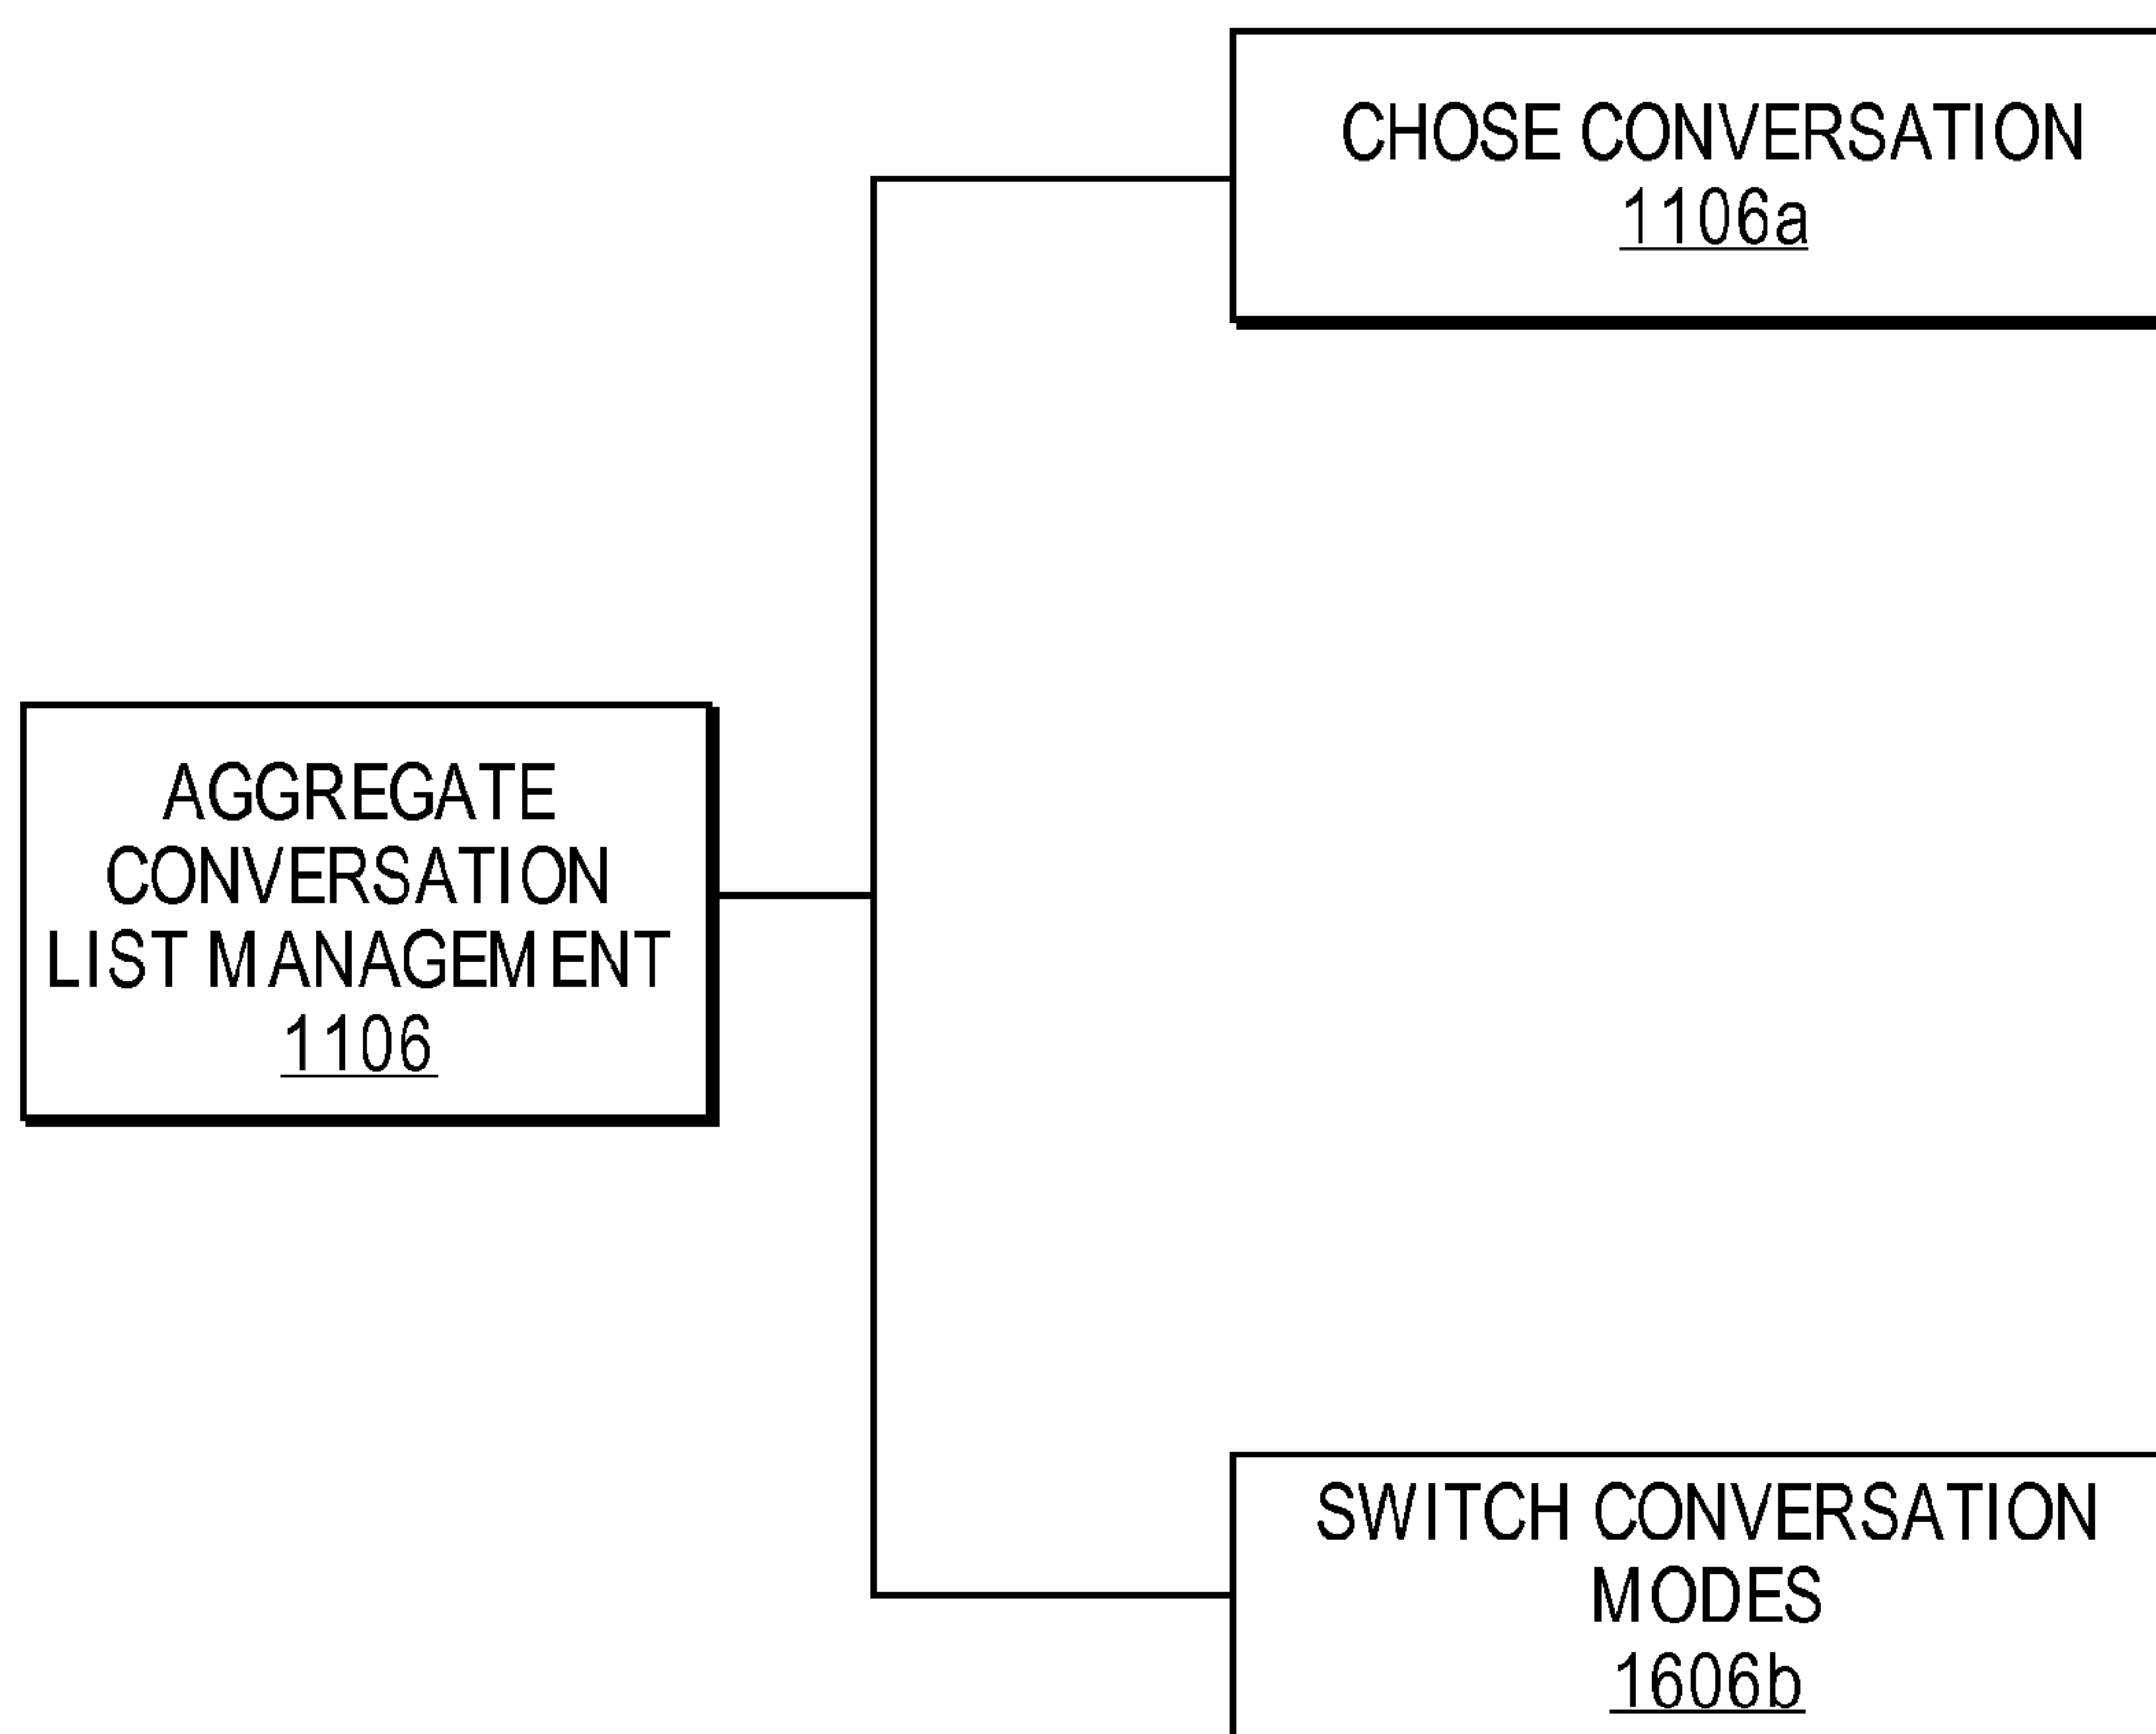 CHOSE CONVERSATION
1106a
AGGREGATE
CONVERSATION
LIST MANAGEMENT
1106
SWITCH CONVERSATION
MODES
1606b